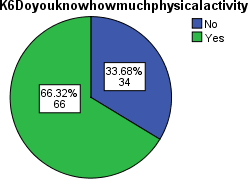 K6Doyouknowhowmuchphysicalactivity
No
Yes
33.68%
34
66.32%
66